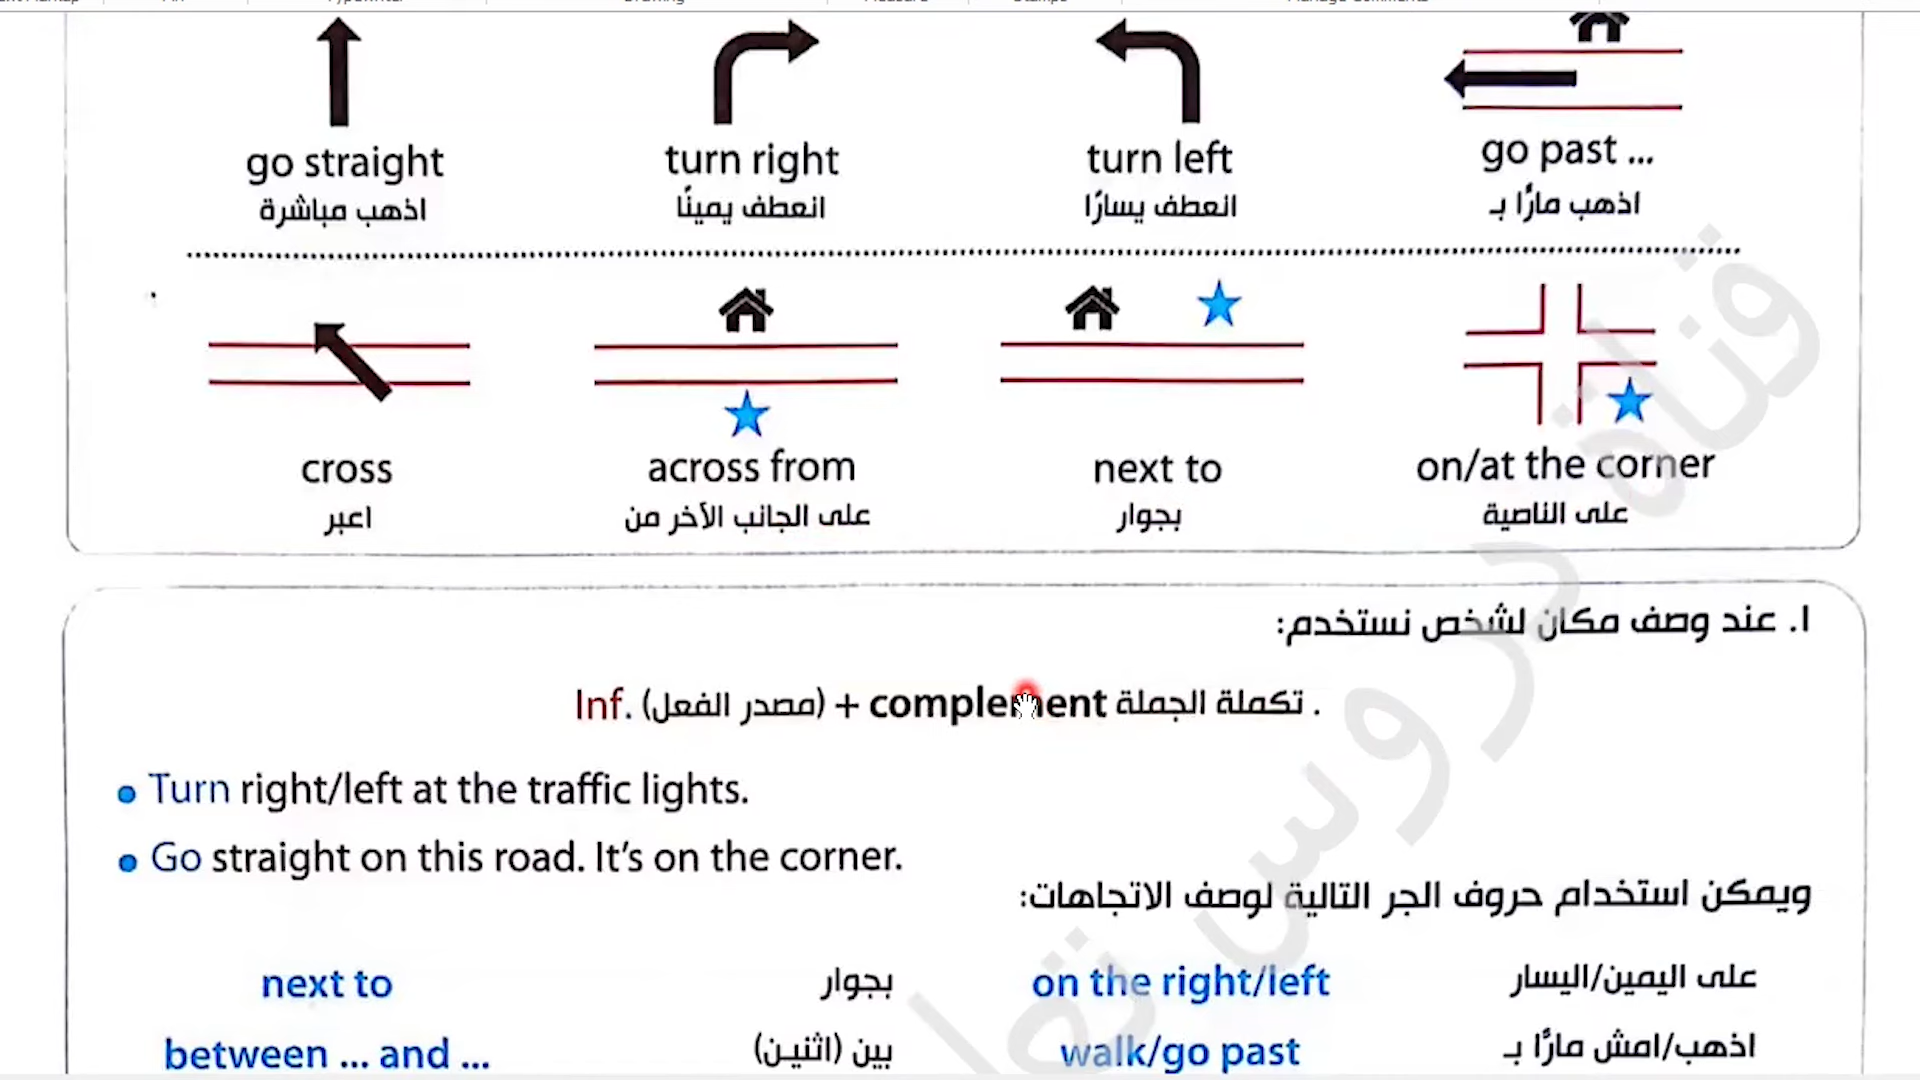 go straight turn right turn left go past ...
اذهب مباشرة انعطف يمينًا انعطف يسارًا اذهب مارًّا بـ
cross across from next to on/at the corner
اعبر على الجانب الآخر من بجوار على الناصية
١. عند وصف مكان لشخص نستخدم:
Inf. (مصدر الفعل) + complement تكملة الجملة .
• Turn right/left at the traffic lights.
• Go straight on this road. It's on the corner.
ويمكن استخدام حروف الجر التالية لوصف الاتجاهات:
next to بجوار on the right/left على اليمين/اليسار
between ... and ... بين (اثنين) walk/go past اذهب/امش مارًّا بـ
قناة دروس